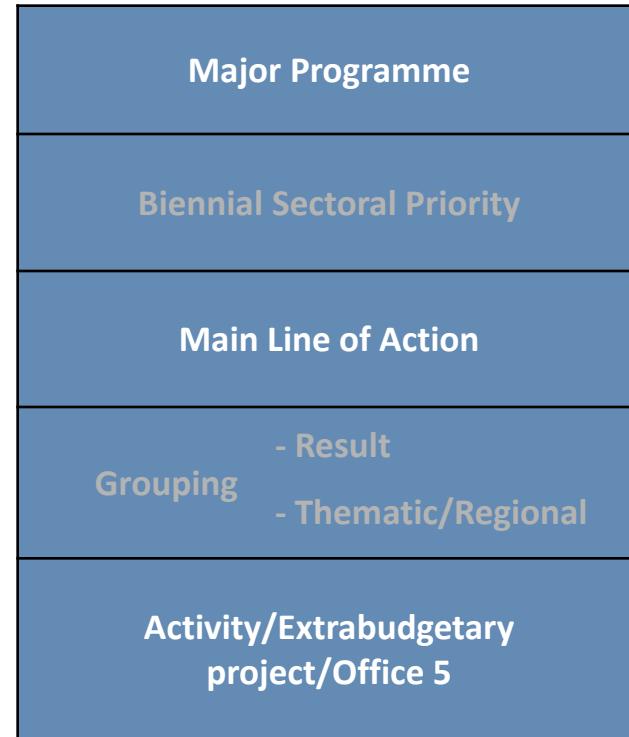 Major Programme
Biennial Sectoral Priority
Main Line of Action
Grouping
- Result
- Thematic/Regional
Activity/Extrabudgetary
project/Office 5